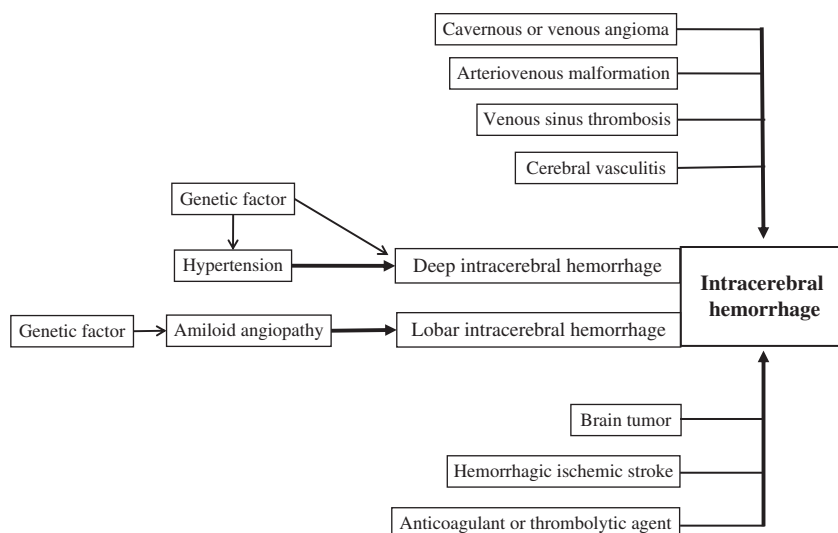 Cavernous or venous angioma
Arteriovenous malformation
Venous sinus thrombosis
Cerebral vasculitis
Genetic factor
Hypertension
Deep intracerebral hemorrhage
Intracerebral
hemorrhage
Genetic factor
Amiloid angiopathy
Lobar intracerebral hemorrhage
Brain tumor
Hemorrhagic ischemic stroke
Anticoagulant or thrombolytic agent